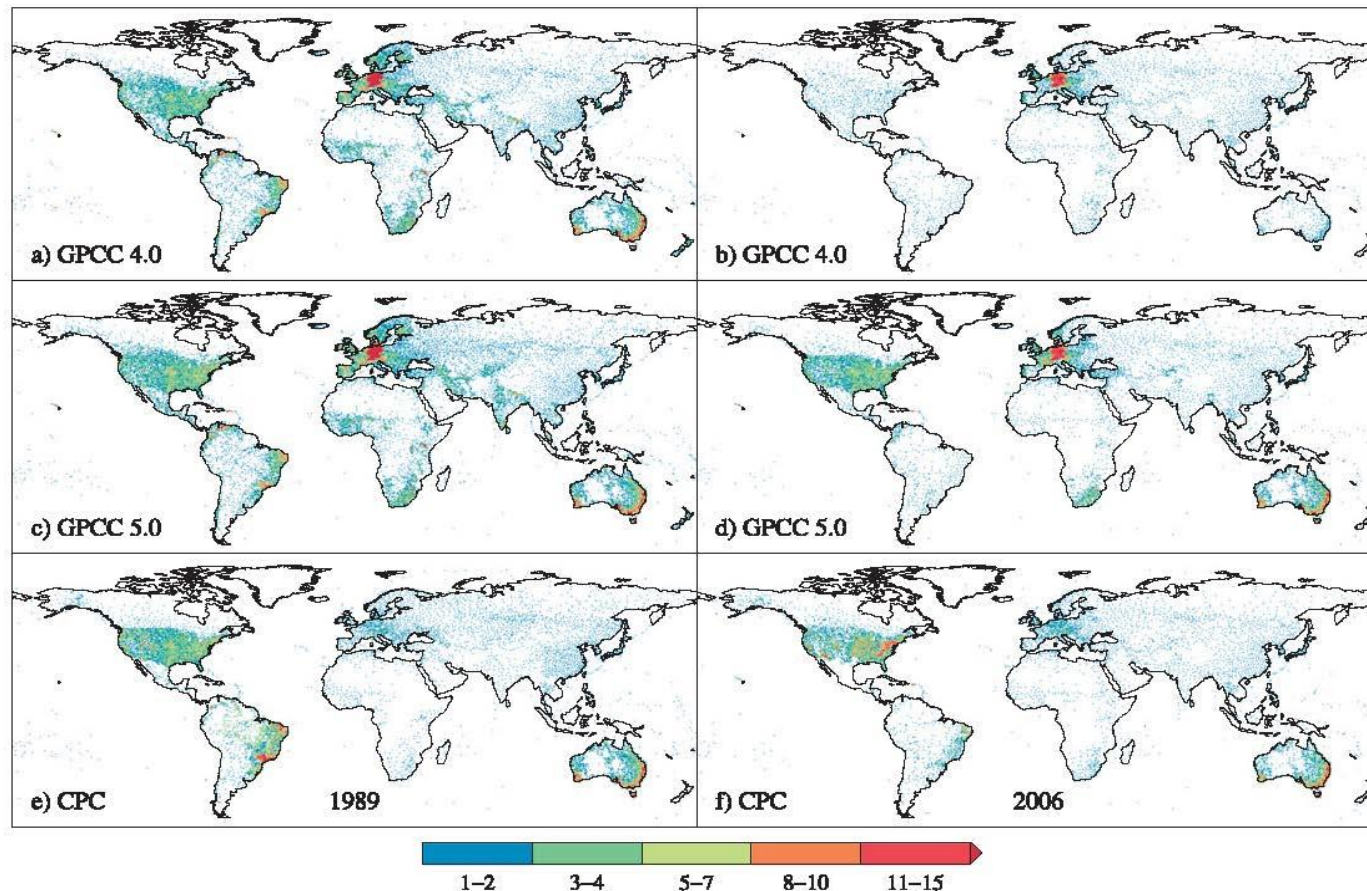 a) GPCC 4.0
b) GPCC 4.0
c) GPCC 5.0
d) GPCC 5.0
e) CPC 1989
f) CPC 2006
1–2 3–4 5–7 8–10 11–15